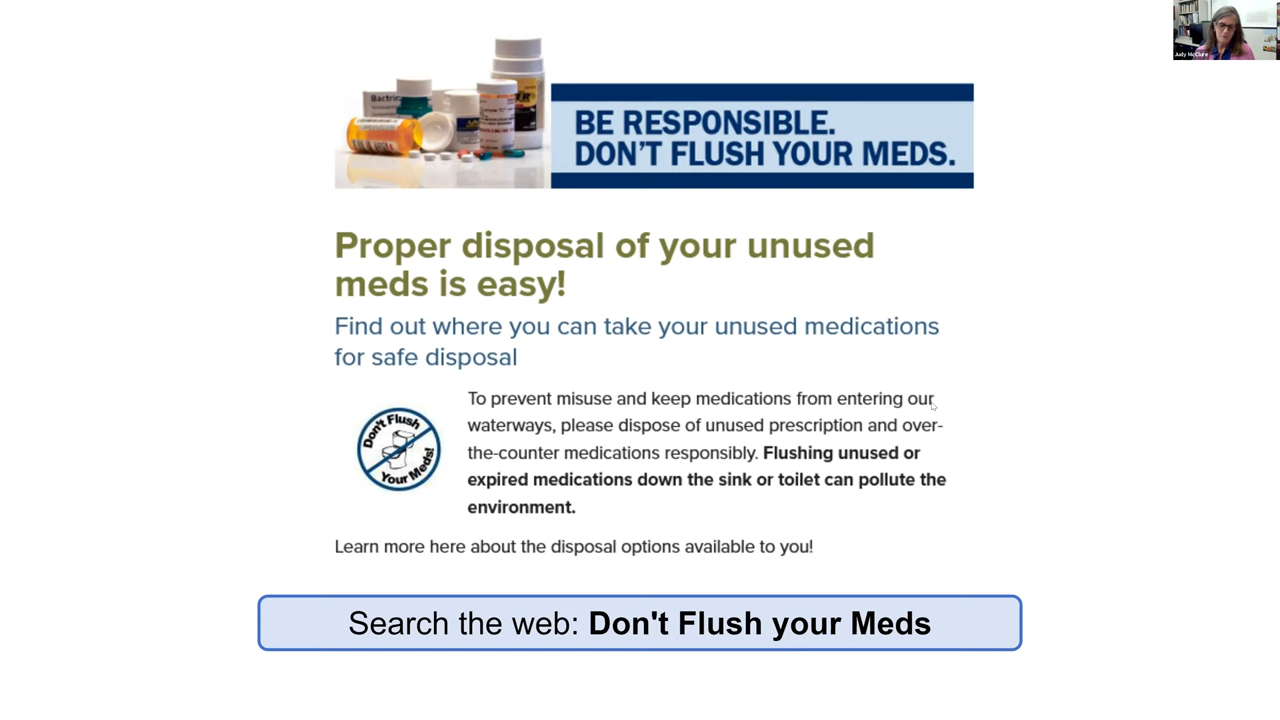 Judy McClure
Bactrim
BE RESPONSIBLE.
DON'T FLUSH YOUR MEDS.
Proper disposal of your unused
meds is easy!
Find out where you can take your unused medications
for safe disposal
Don't Flush
Your Meds!
To prevent misuse and keep medications from entering our
waterways, please dispose of unused prescription and over-
the-counter medications responsibly. Flushing unused or
expired medications down the sink or toilet can pollute the
environment.
Learn more here about the disposal options available to you!
Search the web: Don't Flush your Meds